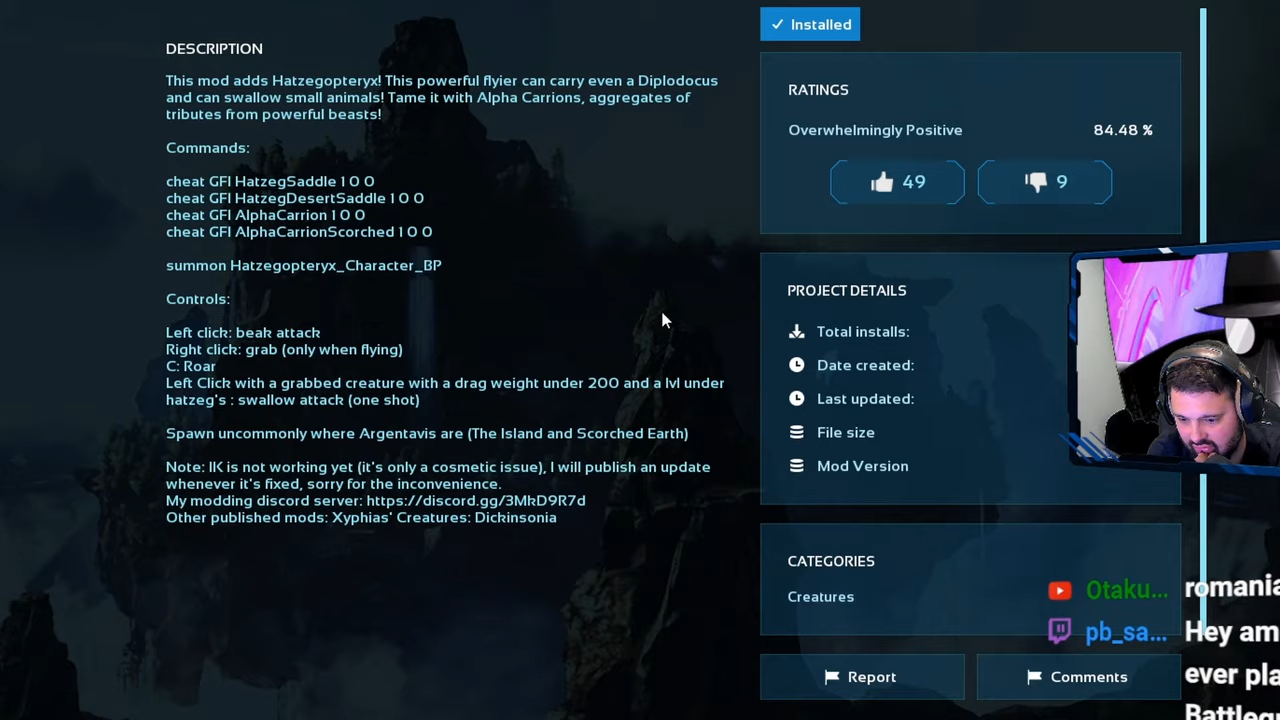 Installed
DESCRIPTION
This mod adds Hatzegopteryx! This powerful flyier can carry even a Diplodocus
and can swallow small animals! Tame it with Alpha Carrions, aggregates of
tributes from powerful beasts!
Commands:
cheat GFI HatzegSaddle 1 0 0
cheat GFI HatzegDesertSaddle 1 0 0
cheat GFI AlphaCarrion 1 0 0
cheat GFI AlphaCarrionScorched 1 0 0
summon Hatzegopteryx_Character_BP
Controls:
Left click: beak attack
Right click: grab (only when flying)
C: Roar
Left Click with a grabbed creature with a drag weight under 200 and a lvl under
hatzeg's : swallow attack (one shot)
Spawn uncommonly where Argentavis are (The Island and Scorched Earth)
Note: IK is not working yet (it's only a cosmetic issue), I will publish an update
whenever it's fixed, sorry for the inconvenience.
My modding discord server: https://discord.gg/3MkD9R7d
Other published mods: Xyphias' Creatures: Dickinsonia
RATINGS
Overwhelmingly Positive 84.48 %
49 9
PROJECT DETAILS
Total installs:
Date created:
Last updated:
File size
Mod Version
CATEGORIES
Creatures
Report Comments
Otaku... romania
pb_sa... Hey am
ever pla